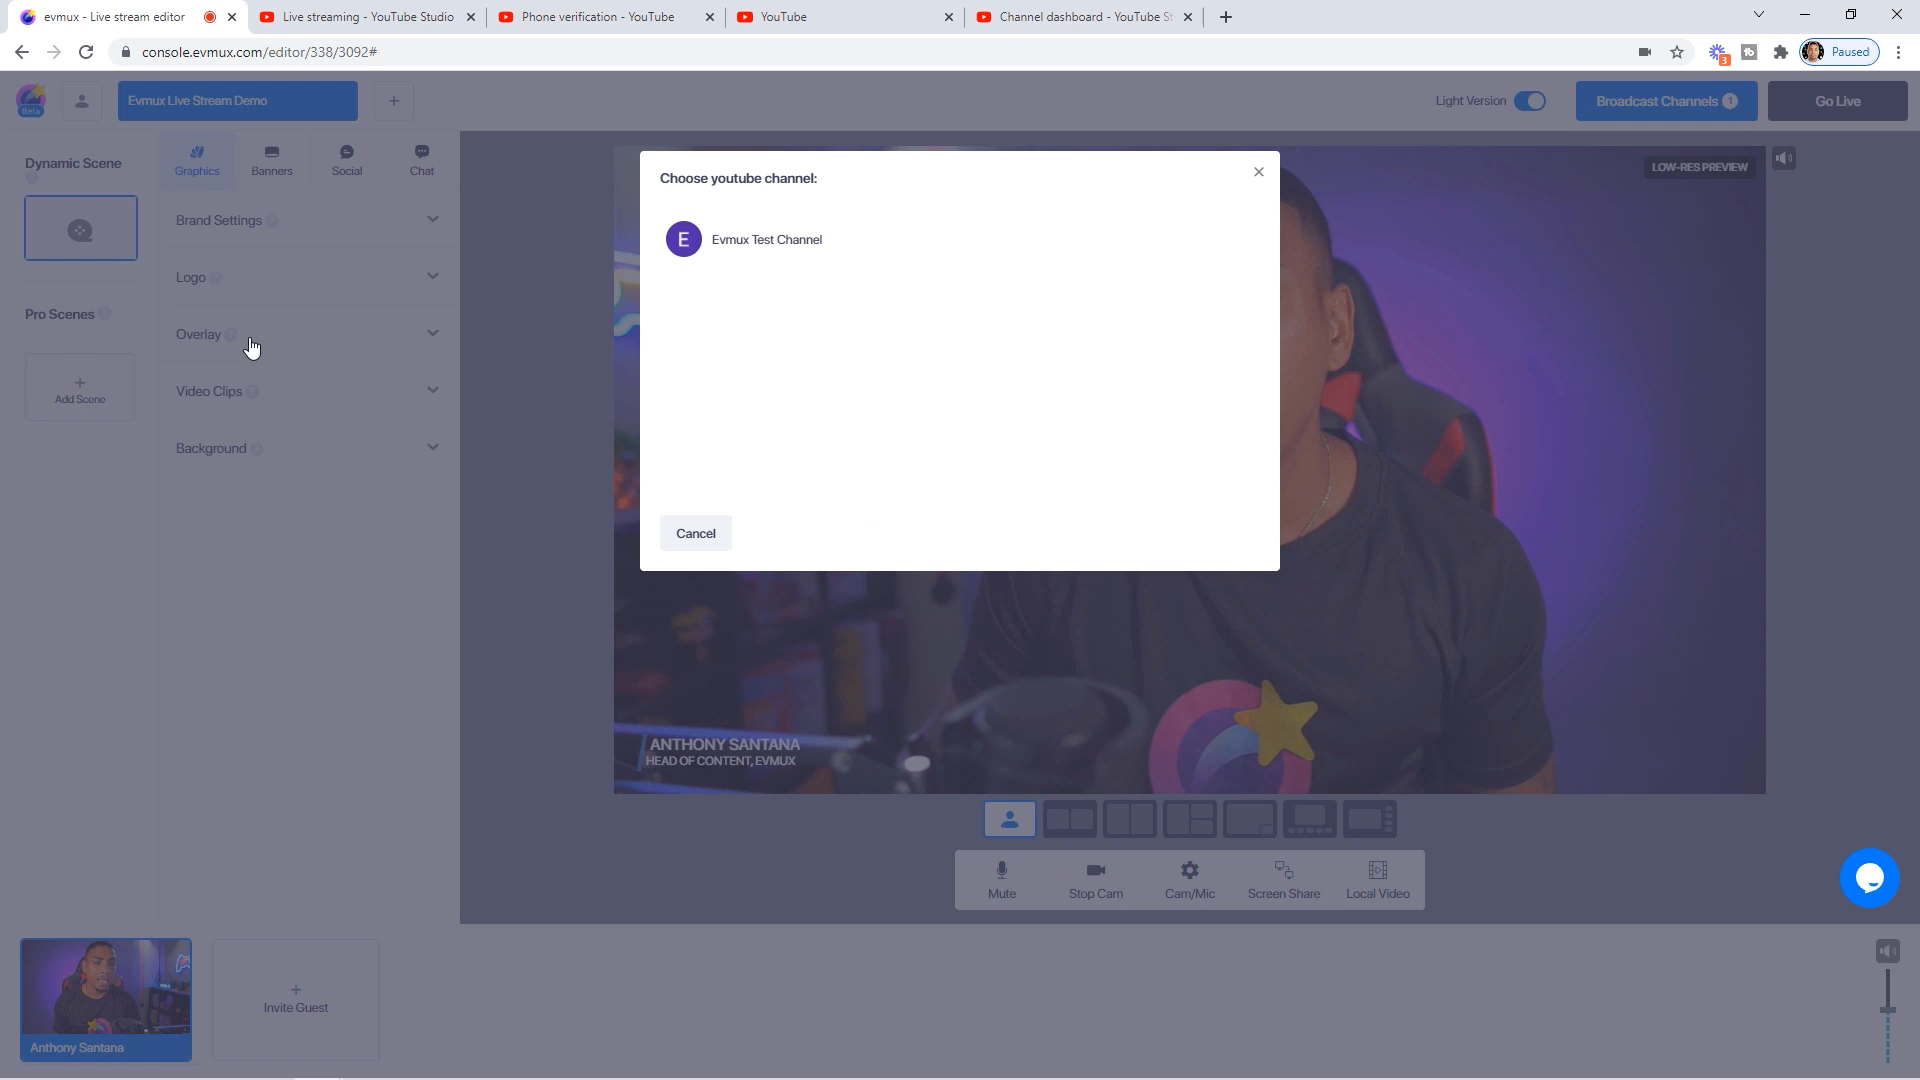 evmux - Live stream editor
Live streaming - YouTube Studio
Phone verification - YouTube
YouTube
Channel dashboard - YouTube St
console.evmux.com/editor/338/3092#
3
tb
Paused
Beta
Evmux Live Stream Demo
+
Light Version
Broadcast Channels 1
Go Live
Dynamic Scene
Graphics
Banners
Social
Chat
Brand Settings ?
Logo ?
Overlay ?
Video Clips ?
Background ?
Pro Scenes ?
+
Add Scene
Choose youtube channel:
E
Evmux Test Channel
Cancel
LOW-RES PREVIEW
ANTHONY SANTANA
HEAD OF CONTENT, EVMUX
Mute
Stop Cam
Cam/Mic
Screen Share
Local Video
Anthony Santana
+
Invite Guest